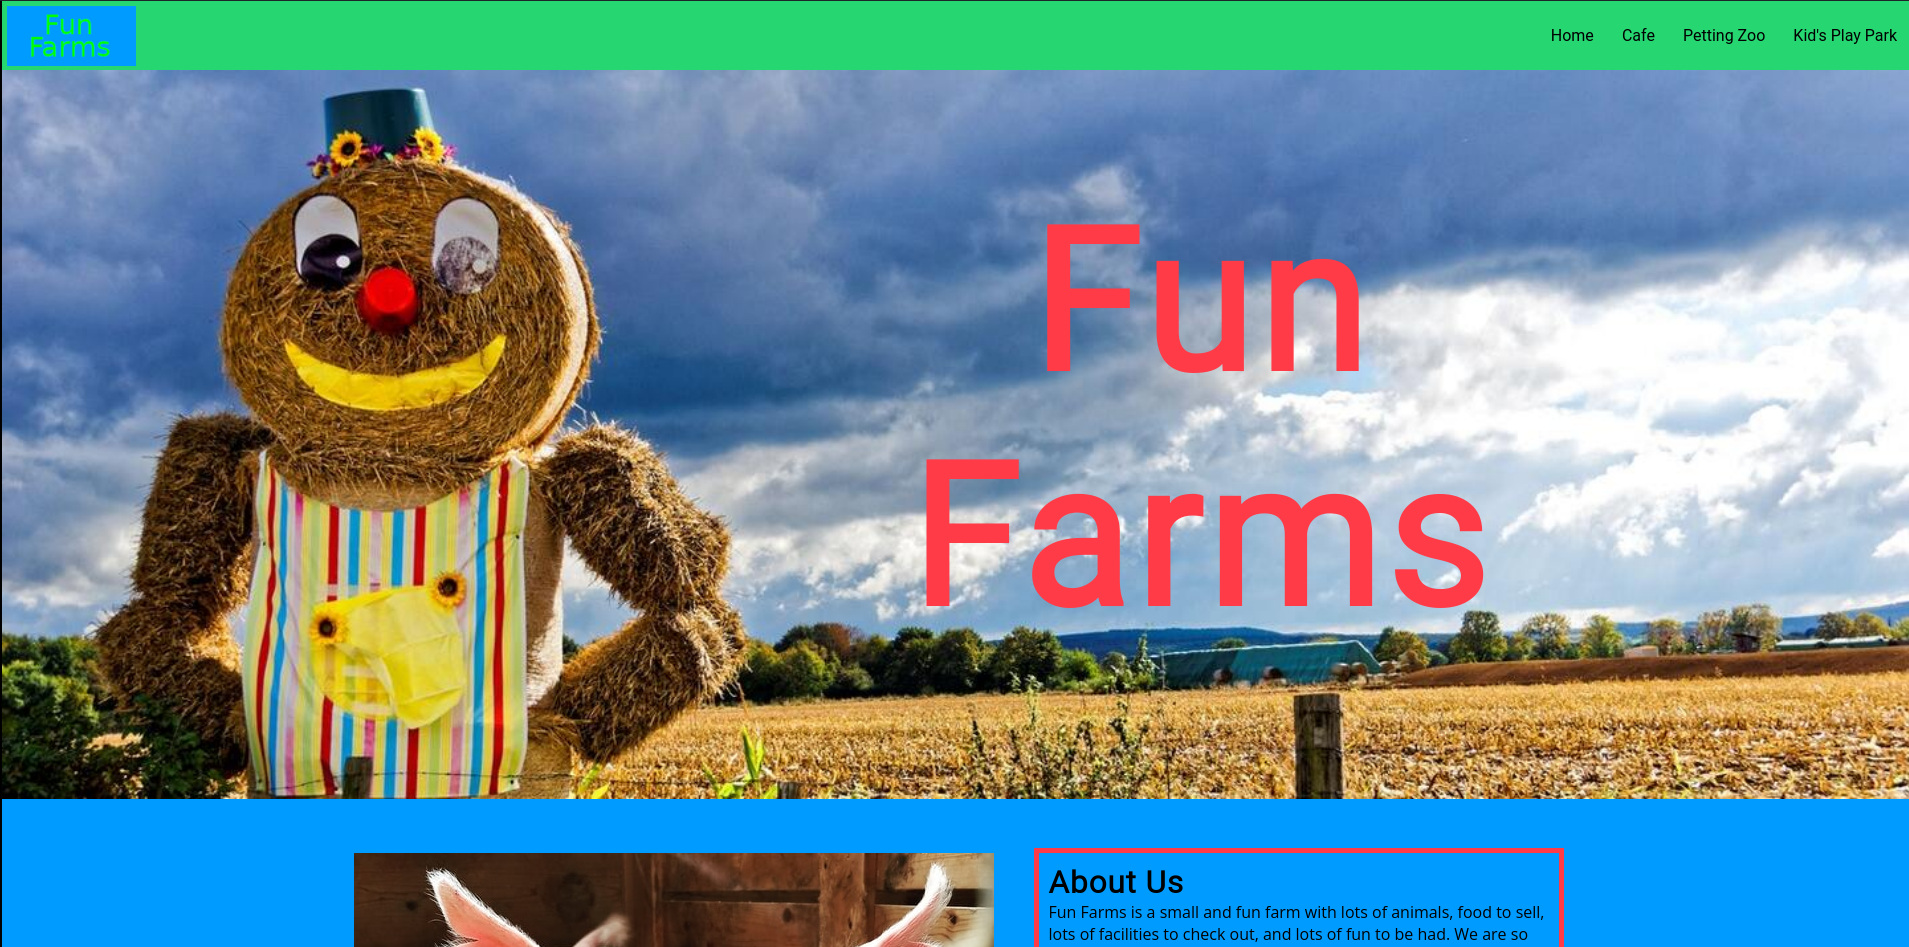 Fun
Farms
Home Cafe Petting Zoo Kid's Play Park
Fun
Farms
About Us
Fun Farms is a small and fun farm with lots of animals, food to sell,
lots of facilities to check out, and lots of fun to be had. We are so